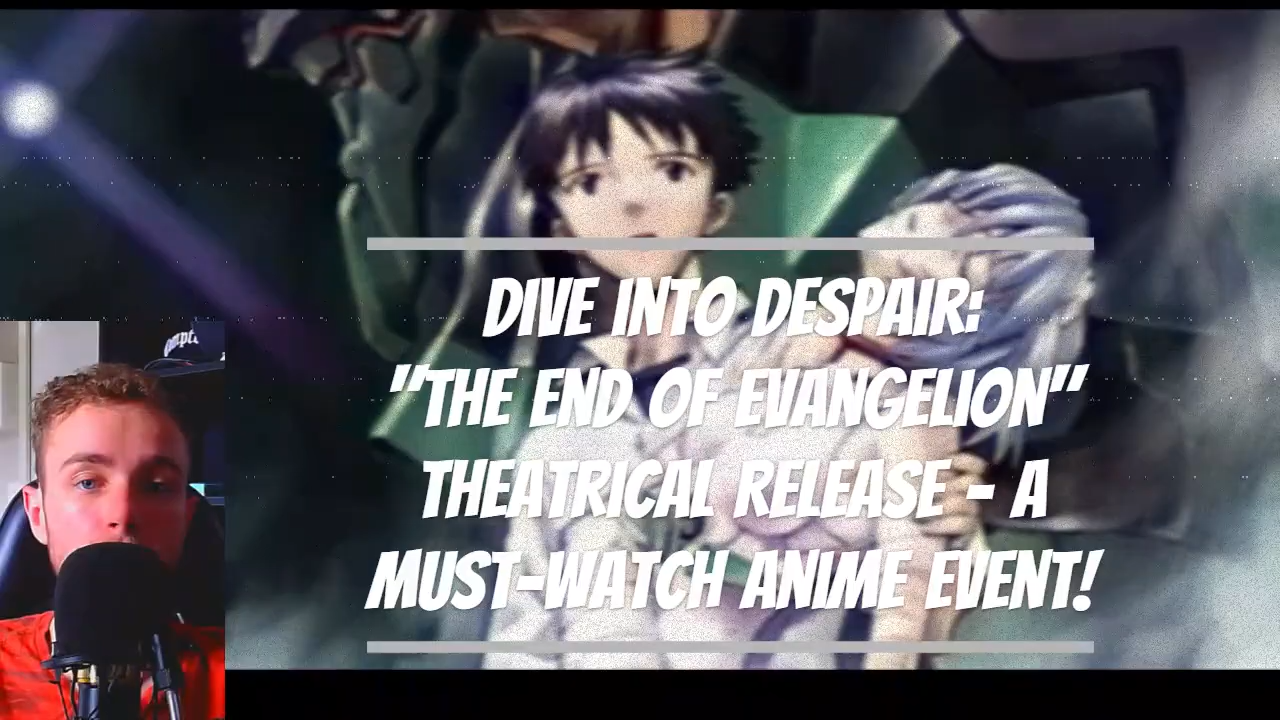 DIVE INTO DESPAIR:
"THE END OF EVANGELION"
THEATRICAL RELEASE - A
MUST-WATCH ANIME EVENT!